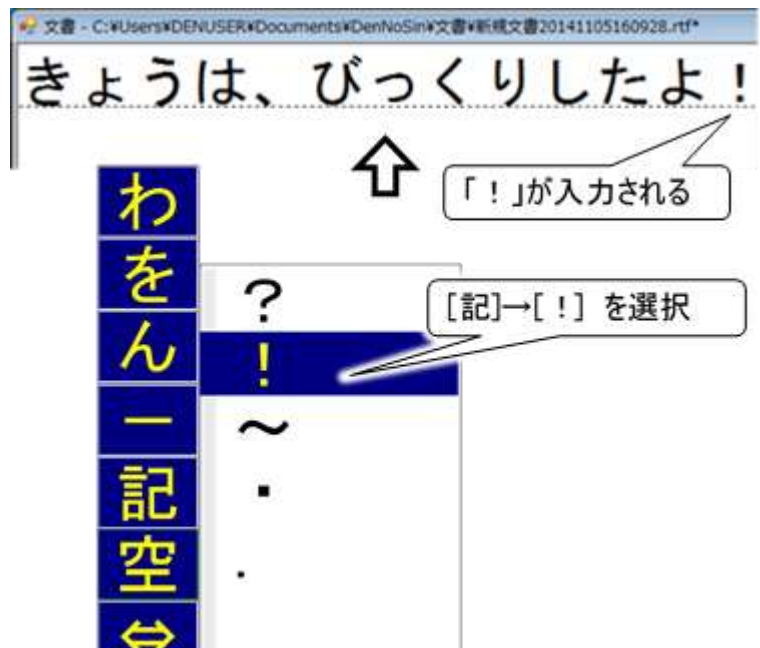 文書 - C:¥Users¥DENUSER¥Documents¥DenNoSin¥文書¥新規文書20141105160928.rtf*
きょうは、びっくりしたよ！
「！」が入力される
わ
を
ん
ー
記
空
⇔
？
！
～
・
．
[記]→[！] を選択